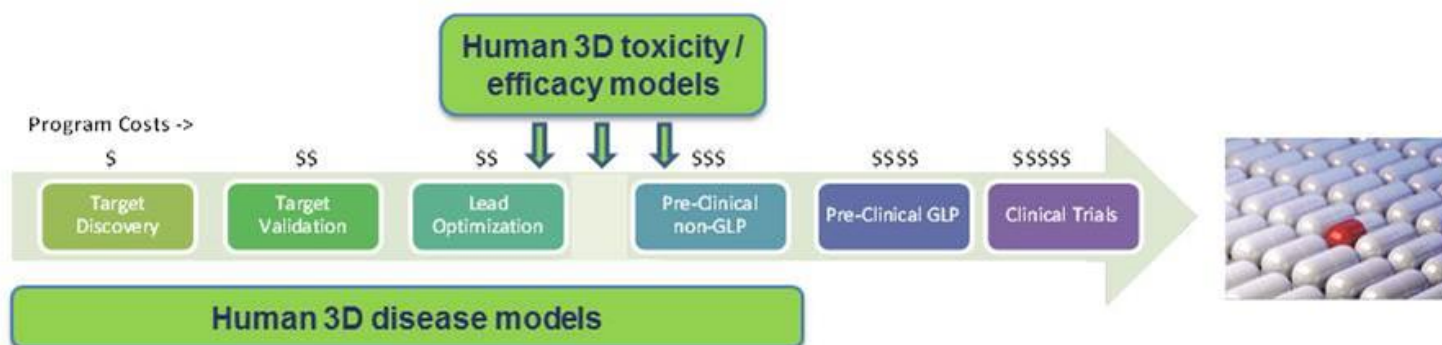 Human 3D toxicity /
efficacy models
Program Costs ->
$ $$ $$ $$$ $$$$ $$$$$
Target
Discovery
Target
Validation
Lead
Optimization
Pre-Clinical
non-GLP
Pre-Clinical GLP
Clinical Trials
Human 3D disease models